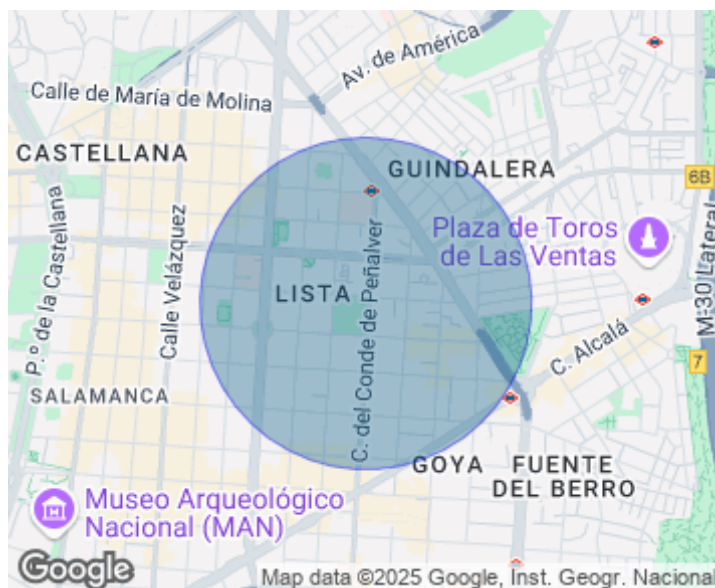 Av. de América
Calle de María de Molina
CASTELLANA
GUINDALERA
6B
Plaza de Toros
de Las Ventas
M-30 Lateral
P.º de la Castellana
Calle Velázquez
C. del Conde de Peñalver
LISTA
C. Alcalá
7
SALAMANCA
GOYA
FUENTE
DEL BERRO
Museo Arqueológico
Nacional (MAN)
Google
Map data ©2025 Google, Inst. Geogr. Nacional